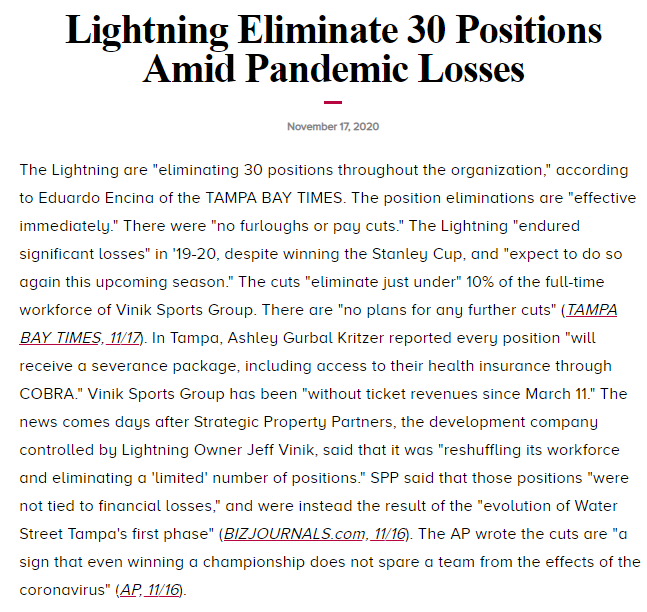 Lightning Eliminate 30 Positions
Amid Pandemic Losses
November 17, 2020
The Lightning are "eliminating 30 positions throughout the organization," according
to Eduardo Encina of the TAMPA BAY TIMES. The position eliminations are "effective
immediately." There were "no furloughs or pay cuts." The Lightning "endured
significant losses" in '19-20, despite winning the Stanley Cup, and "expect to do so
again this upcoming season." The cuts "eliminate just under" 10% of the full-time
workforce of Vinik Sports Group. There are "no plans for any further cuts" (TAMPA
BAY TIMES, 11/17). In Tampa, Ashley Gurbal Kritzer reported every position "will
receive a severance package, including access to their health insurance through
COBRA." Vinik Sports Group has been "without ticket revenues since March 11." The
news comes days after Strategic Property Partners, the development company
controlled by Lightning Owner Jeff Vinik, said that it was "reshuffling its workforce
and eliminating a 'limited' number of positions." SPP said that those positions "were
not tied to financial losses," and were instead the result of the "evolution of Water
Street Tampa's first phase" (BIZJOURNALS.com, 11/16). The AP wrote the cuts are "a
sign that even winning a championship does not spare a team from the effects of the
coronavirus" (AP, 11/16).